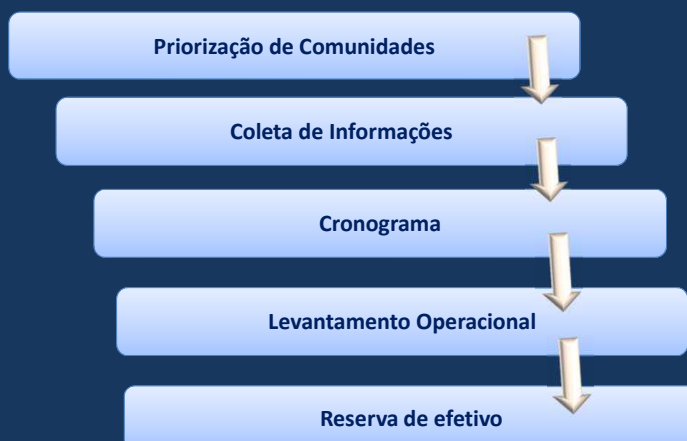 Priorização de Comunidades
Coleta de Informações
Cronograma
Levantamento Operacional
Reserva de efetivo